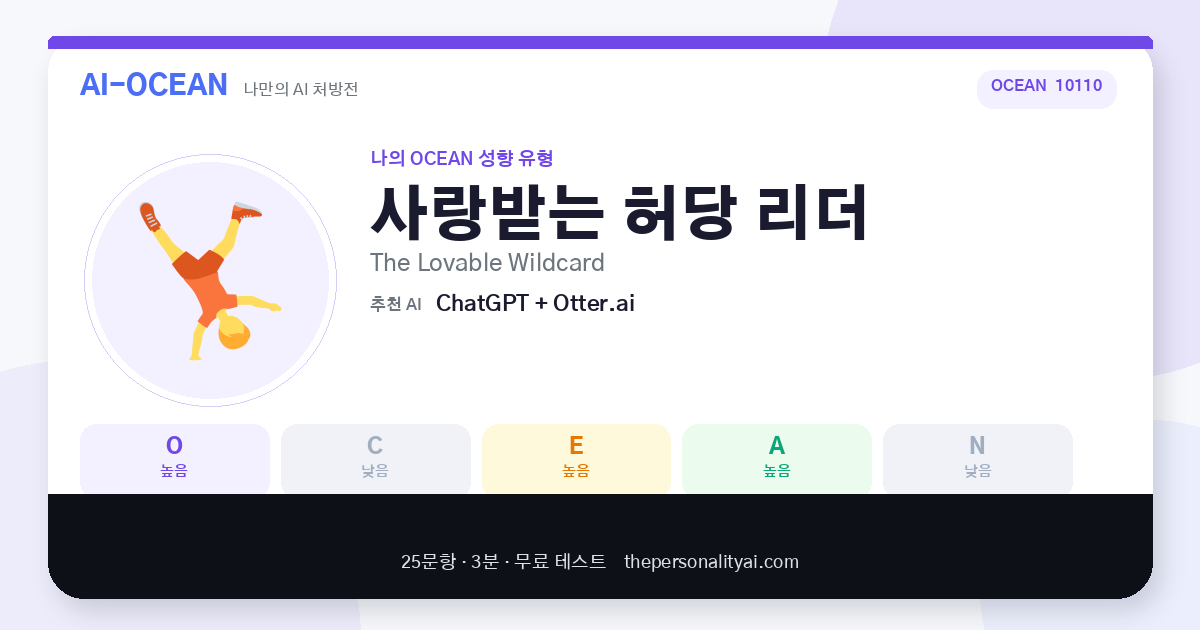 AI-OCEAN 나만의 AI 처방전
OCEAN 10110
나의 OCEAN 성향 유형
사랑받는 허당 리더
The Lovable Wildcard
추천 AI ChatGPT + Otter.ai
O
높음
C
낮음
E
높음
A
높음
N
낮음
25문항 · 3분 · 무료 테스트 thepersonalityai.com